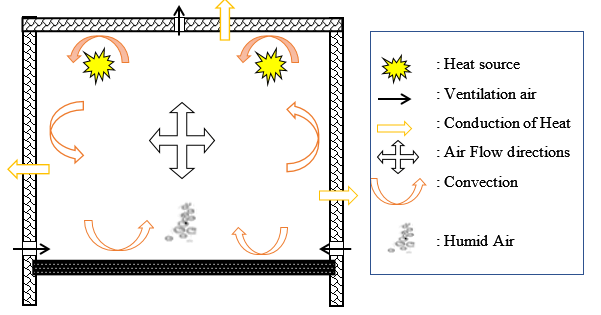 : Heat source
: Ventilation air
: Conduction of Heat
: Air Flow directions
: Convection
: Humid Air